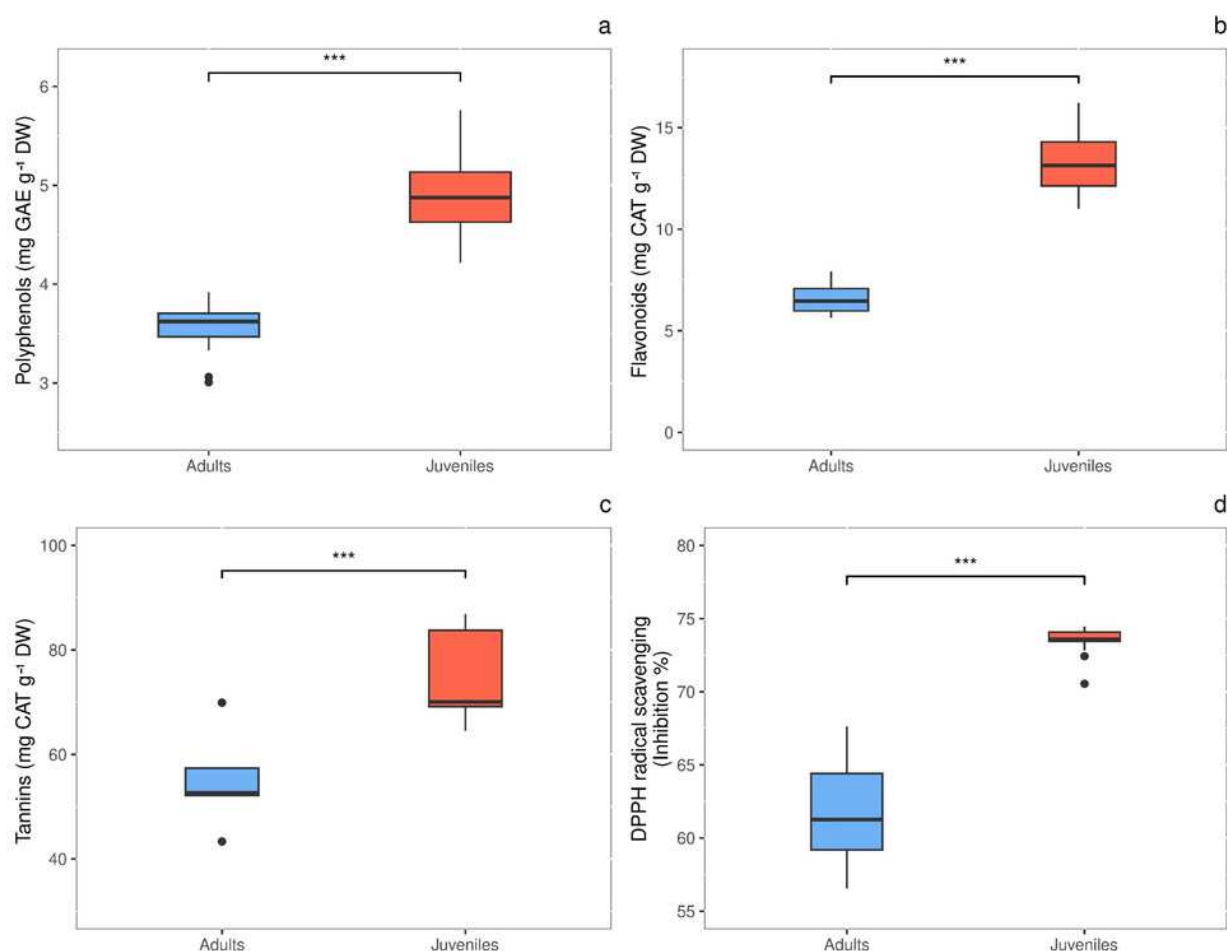 a
***
6
5
4
3
Polyphenols (mg GAE g⁻¹ DW)
Adults
Juveniles
b
***
15
10
5
0
Flavonoids (mg CAT g⁻¹ DW)
Adults
Juveniles
c
***
100
80
60
40
Tannins (mg CAT g⁻¹ DW)
Adults
Juveniles
d
***
80
75
70
65
60
55
DPPH radical scavenging
(Inhibition %)
Adults
Juveniles